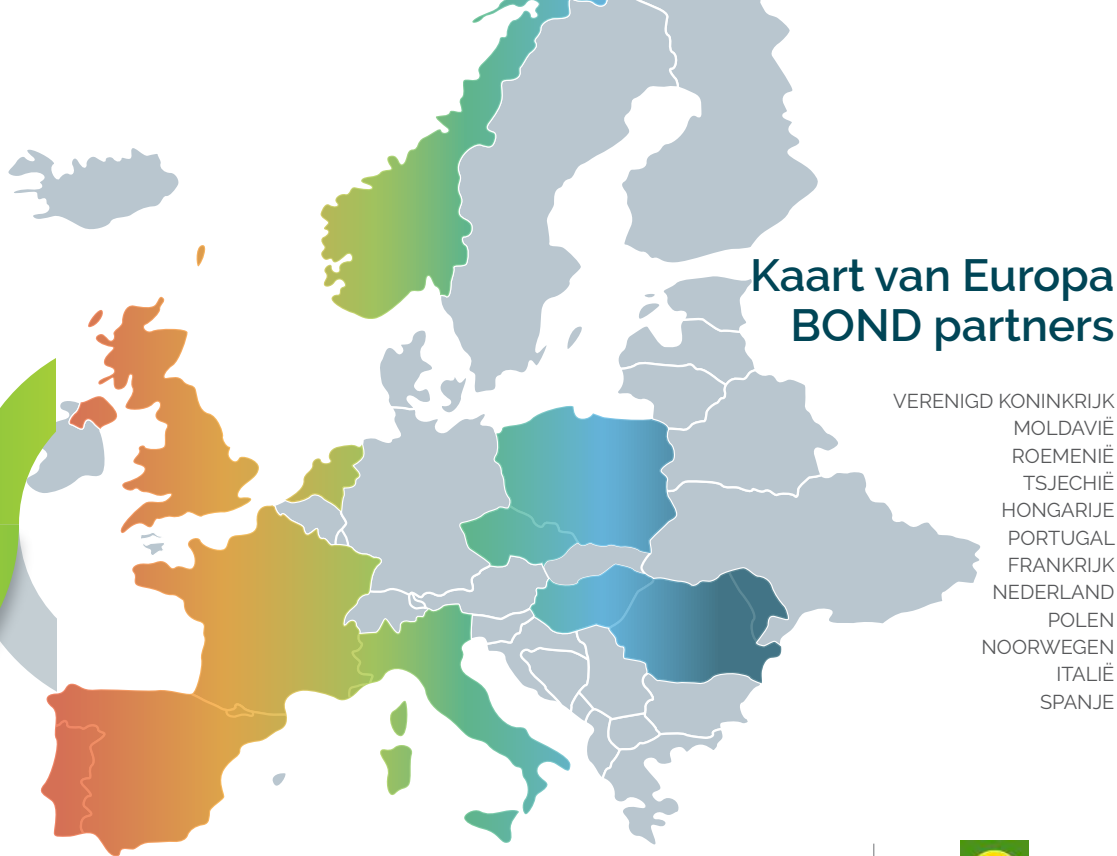 Kaart van Europa
BOND partners
VERENIGD KONINKRIJK
MOLDAVIË
ROEMENIË
TSJECHIË
HONGARIJE
PORTUGAL
FRANKRIJK
NEDERLAND
POLEN
NOORWEGEN
ITALIË
SPANJE